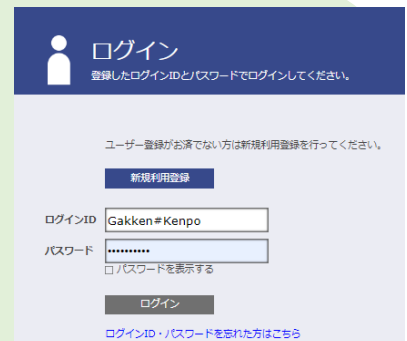 ログイン
登録したログインIDとパスワードでログインしてください。
ユーザー登録がお済でない方は新規利用登録を行ってください。
新規利用登録
ログインID Gakken#Kenpo
パスワード ••••••••••
パスワードを表示する
ログイン
ログインID・パスワードを忘れた方はこちら